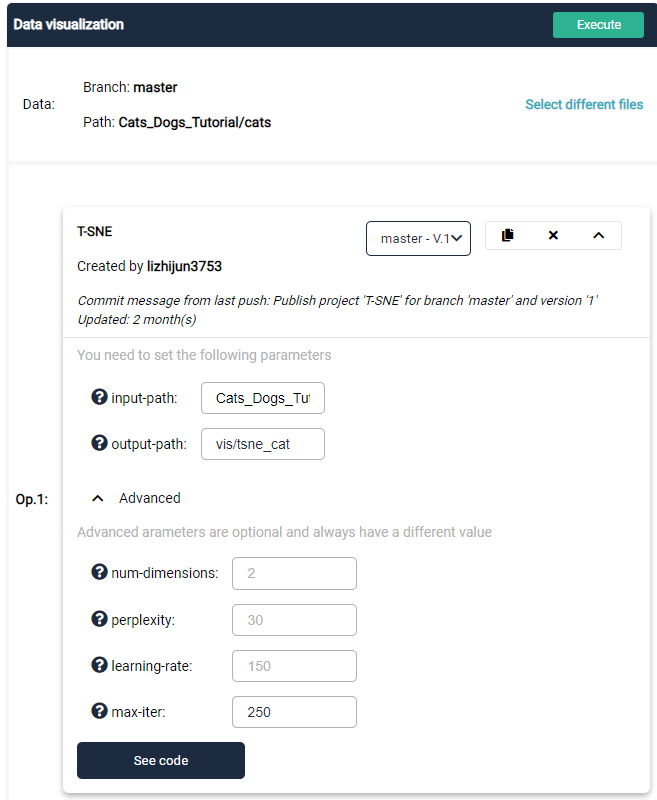 Data visualization
Execute
Data:
Branch: master
Path: Cats_Dogs_Tutorial/cats
Select different files
T-SNE
master - V.1
Created by lizhijun3753
Commit message from last push: Publish project 'T-SNE' for branch 'master' and version '1'
Updated: 2 month(s)
You need to set the following parameters
input-path:
Cats_Dogs_Tut
output-path:
vis/tsne_cat
Op.1:
Advanced
Advanced arameters are optional and always have a different value
num-dimensions:
2
perplexity:
30
learning-rate:
150
max-iter:
250
See code